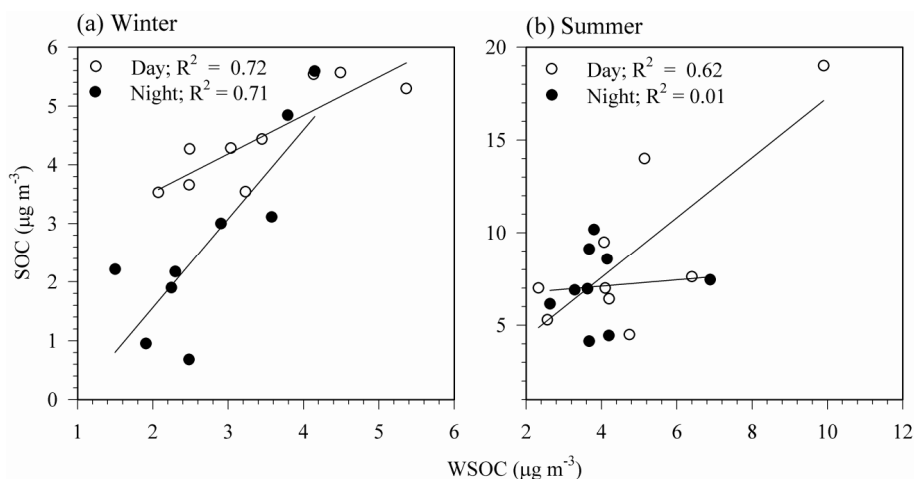 (a) Winter
(b) Summer
Day; R² = 0.72
Night; R² = 0.71
Day; R² = 0.62
Night; R² = 0.01
SOC (µg m⁻³)
6
5
4
3
2
1
0
20
15
10
5
1 2 3 4 5 6
2 4 6 8 10 12
WSOC (µg m⁻³)